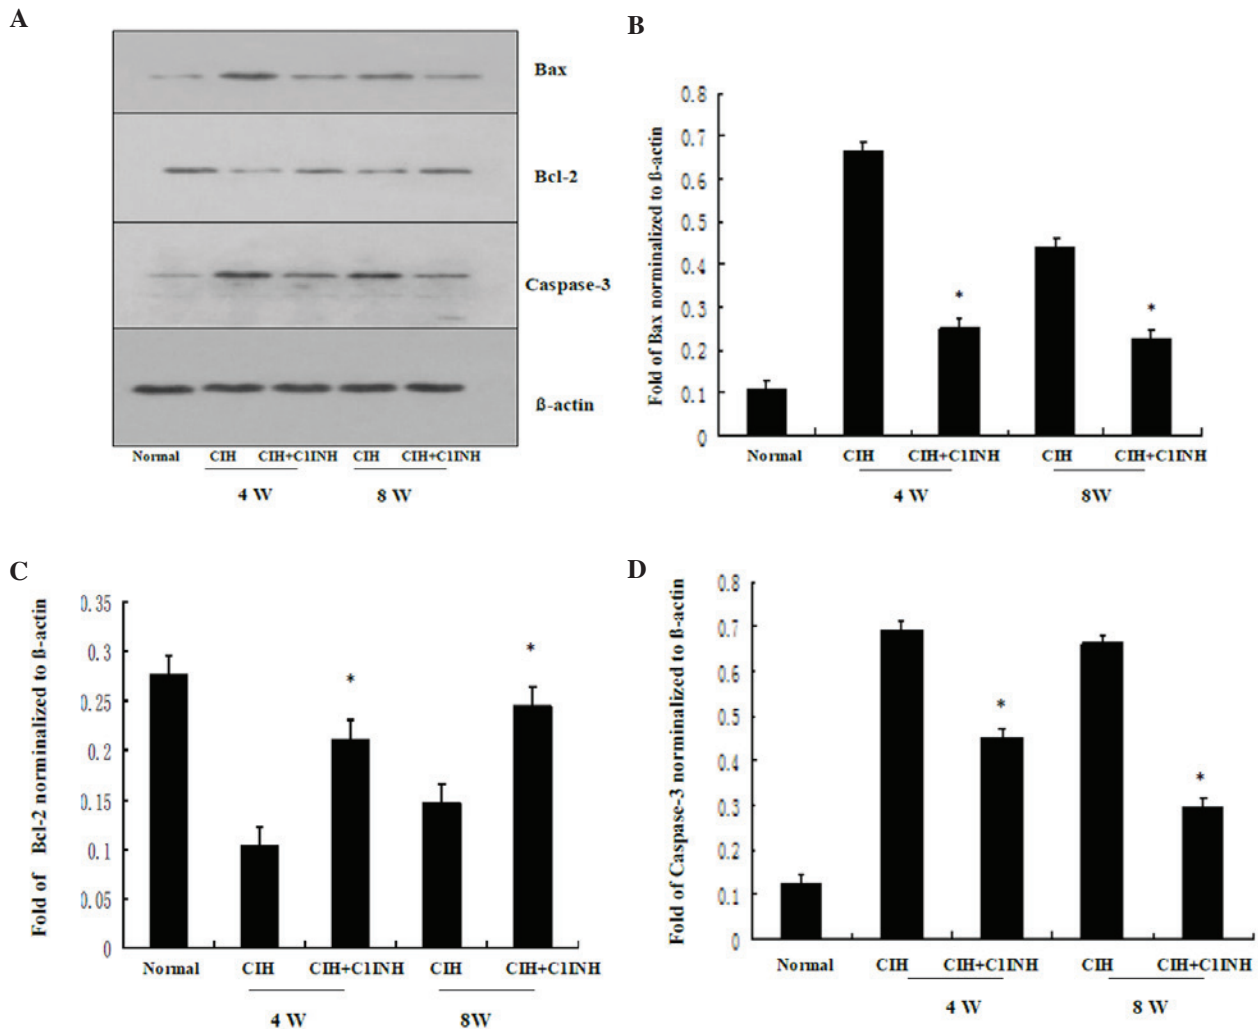 A
Bax
Bcl-2
Caspase-3
ß-actin
Normal CIH CIH+C1INH CIH CIH+C1INH
4 W 8 W
B
Fold of Bax norminalized to ß-actin
0.8
0.7
0.6
0.5
0.4
0.3
0.2
0.1
0
*
*
Normal CIH CIH+C1INH CIH CIH+C1INH
4 W 8W
C
Fold of Bcl-2 norminalized to ß-actin
0.35
0.3
0.25
0.2
0.15
0.1
0.05
0
*
*
Normal CIH CIH+C1INH CIH CIH+C1INH
4 W 8W
D
Fold of Caspase-3 norminalized to ß-actin
0.8
0.7
0.6
0.5
0.4
0.3
0.2
0.1
0
*
*
Normal CIH CIH+C1INH CIH CIH+C1INH
4 W 8W